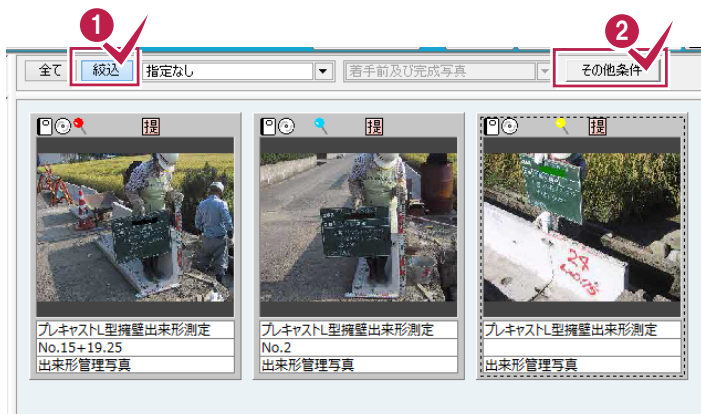 1
2
全て 絞込 指定なし 着手前及び完成写真 その他条件
提 提 提
24
プレキャストL型擁壁出来形測定 プレキャストL型擁壁出来形測定 プレキャストL型擁壁出来形測定
No.15+19.25 No.2
出来形管理写真 出来形管理写真 出来形管理写真